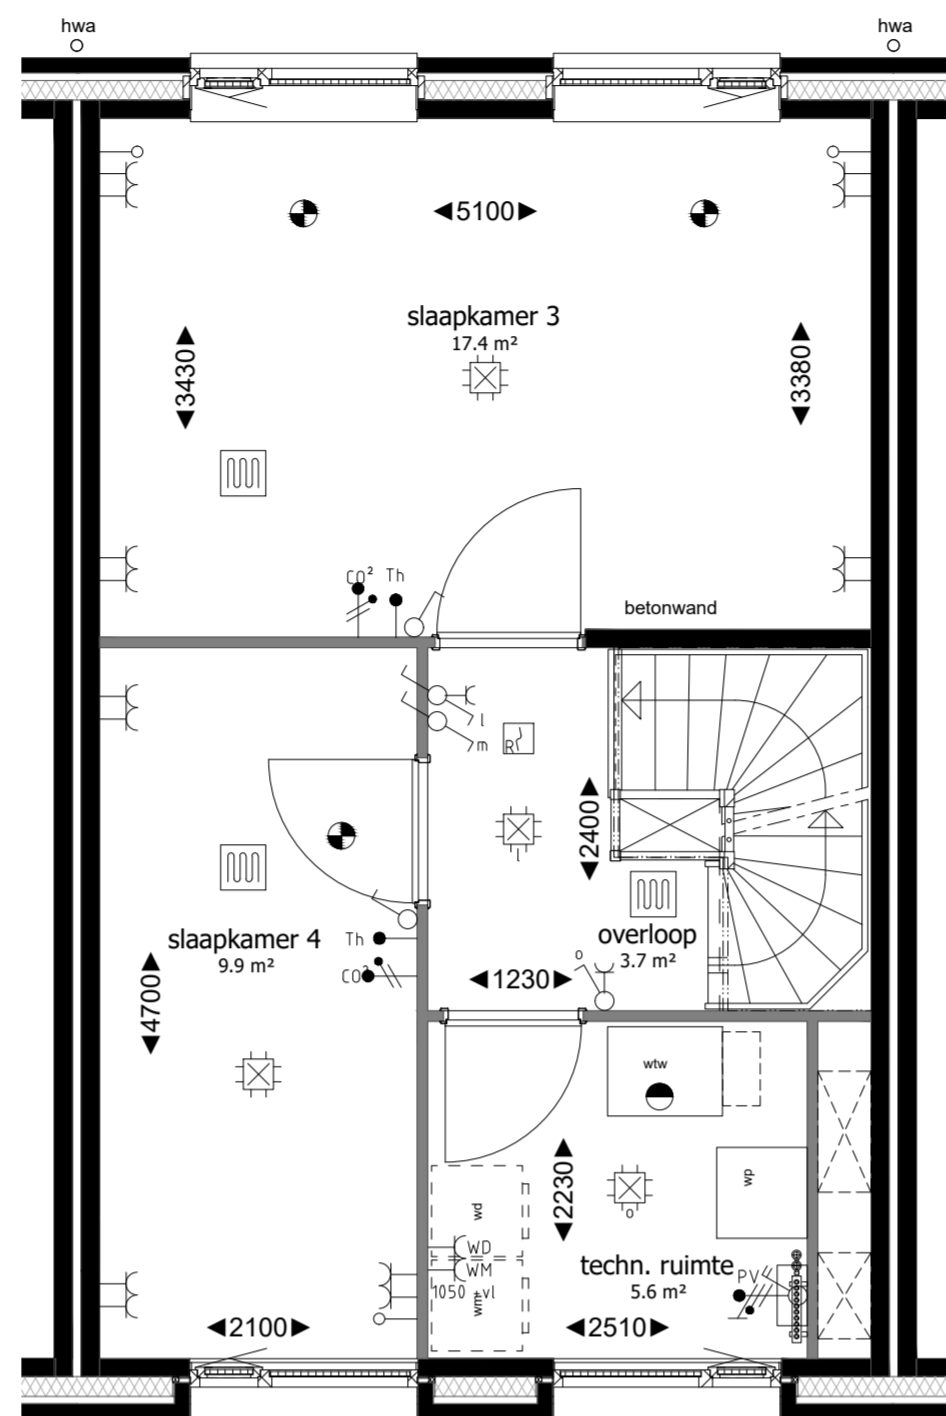 hwa
hwa
5100
slaapkamer 3
17.4 m²
3430
3380
CO²
Th
betonwand
l
m
R
2400
l
slaapkamer 4
9.9 m²
Th
CO²
overloop
3.7 m²
o
4700
1230
wtw
wp
2230
o
wd
WD
WM
1050 +vl
wm
techn. ruimte
5.6 m²
PV
2100
2510